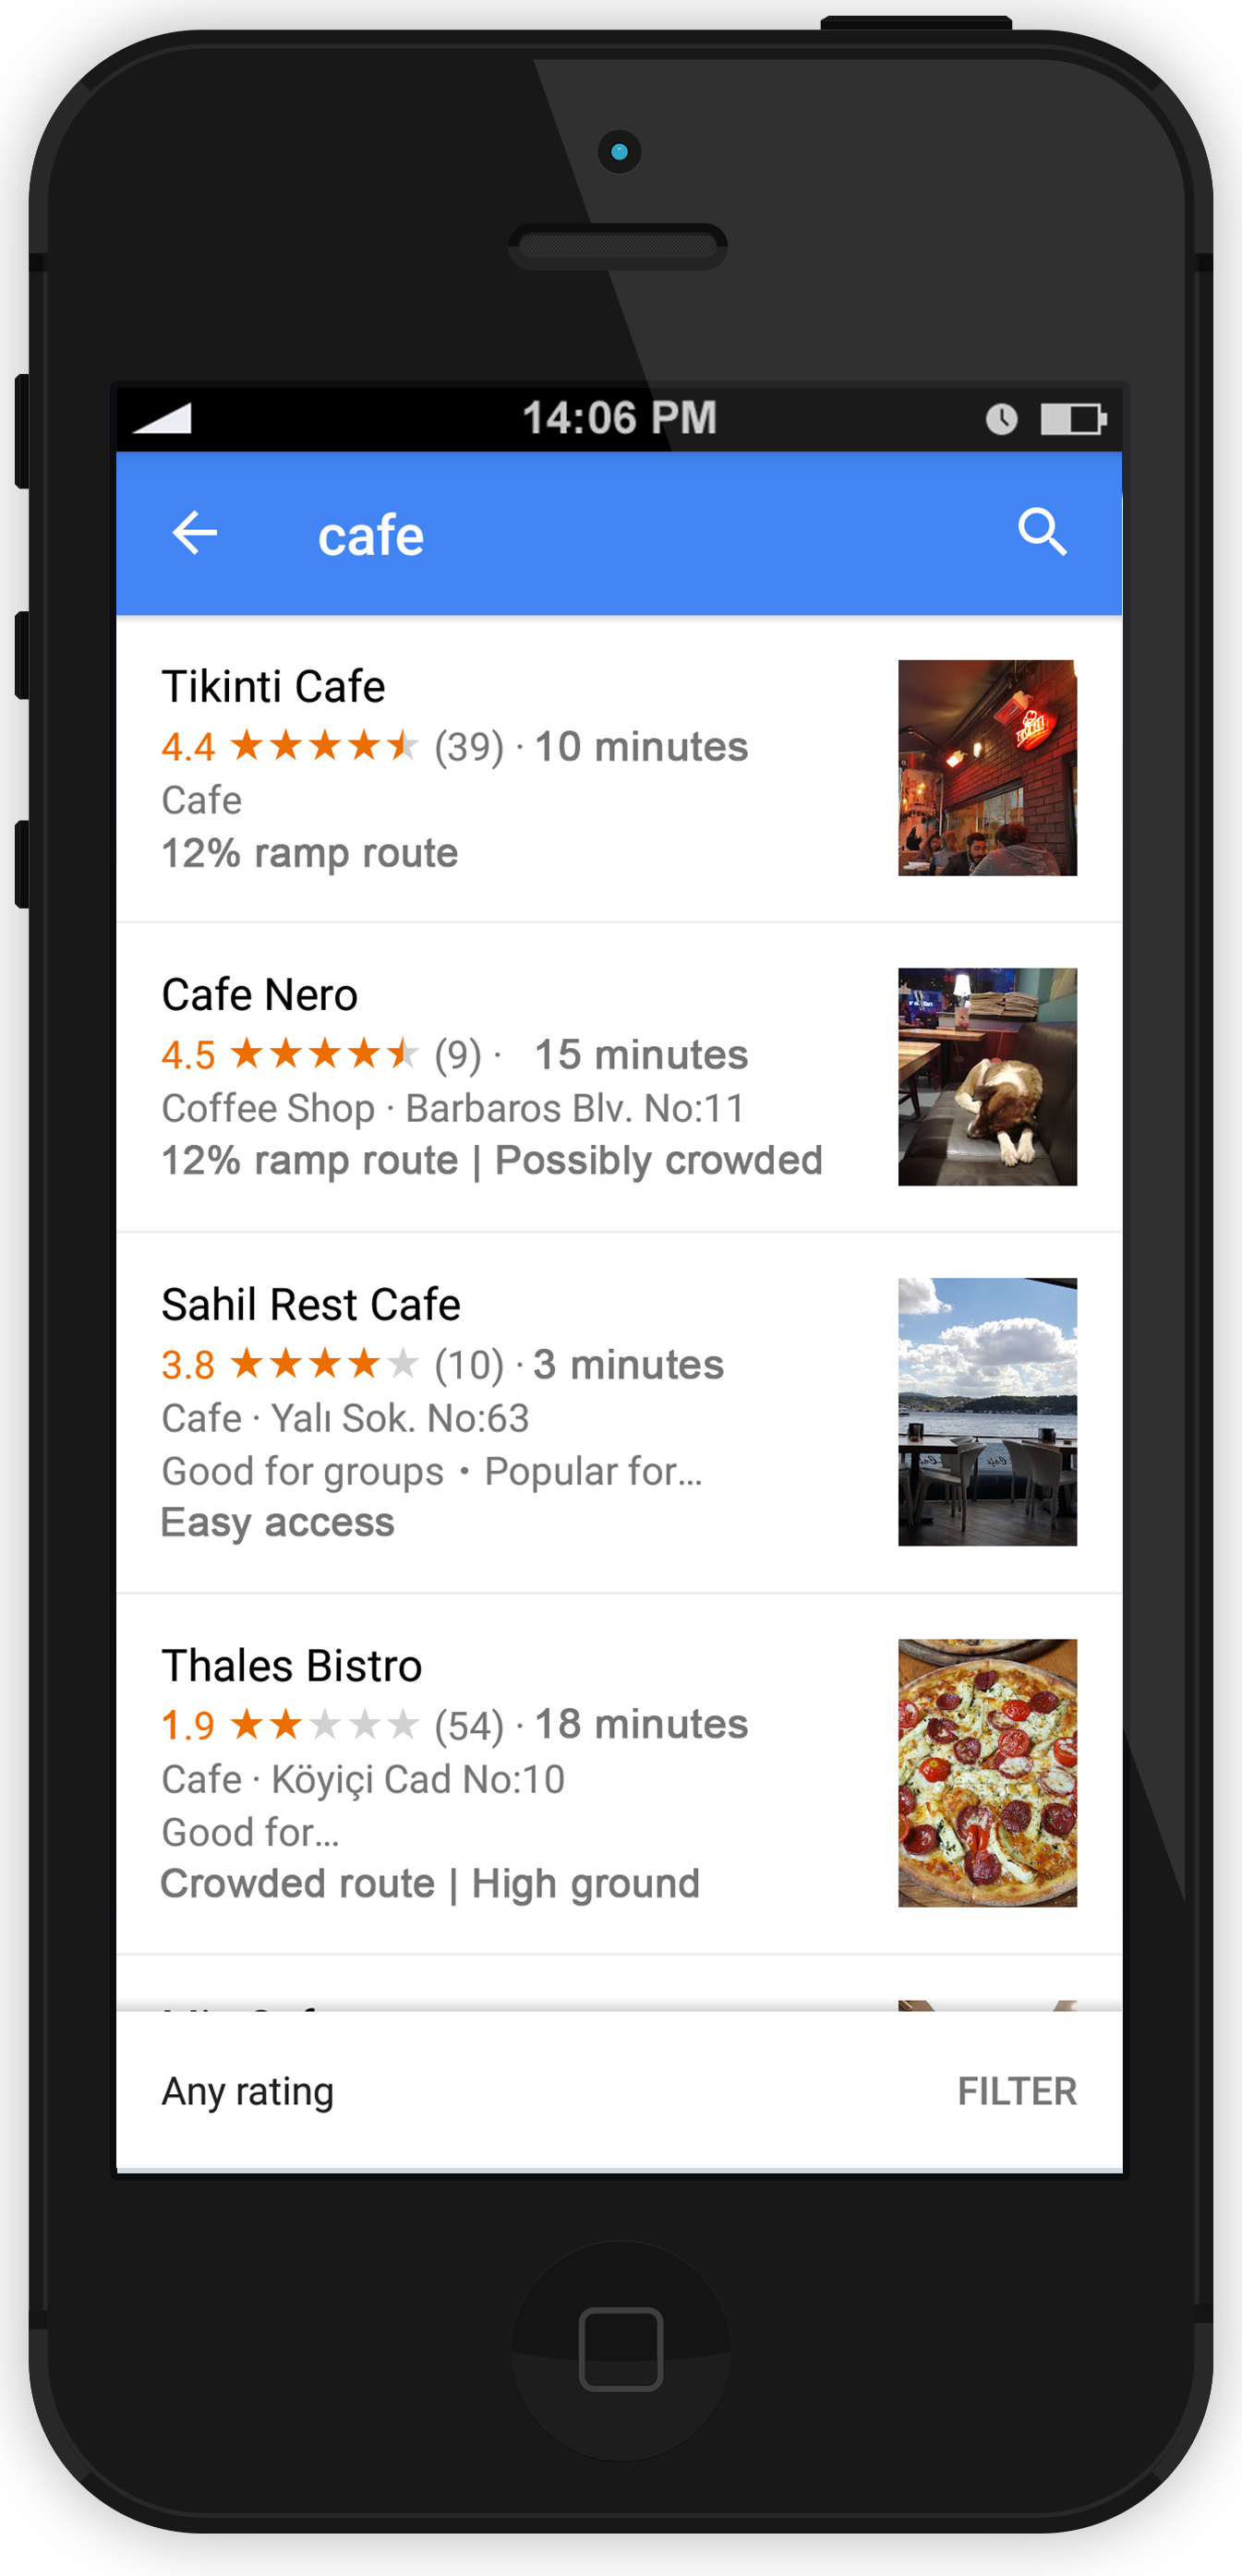 14:06 PM
cafe
Tikinti Cafe
4.4 ★★★★★ (39) · 10 minutes
Cafe
12% ramp route
Cafe Nero
4.5 ★★★★★ (9) · 15 minutes
Coffee Shop · Barbaros Blv. No:11
12% ramp route | Possibly crowded
Sahil Rest Cafe
3.8 ★★★★★ (10) · 3 minutes
Cafe · Yalı Sok. No:63
Good for groups • Popular for...
Easy access
Thales Bistro
1.9 ★★★★★ (54) · 18 minutes
Cafe · Köyiçi Cad No:10
Good for...
Crowded route | High ground
Any rating
FILTER